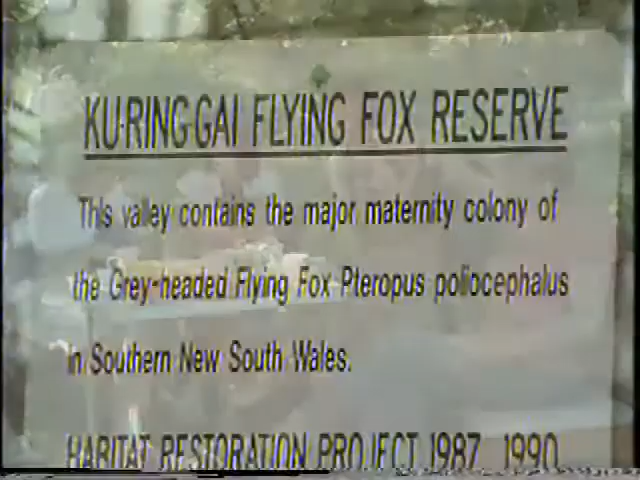 KU-RING-GAI FLYING FOX RESERVE
This valley contains the major maternity colony of
the Grey-headed Flying Fox Pteropus poliocephalus
in Southern New South Wales.
HABITAT RESTORATION PROJECT 1987 1990